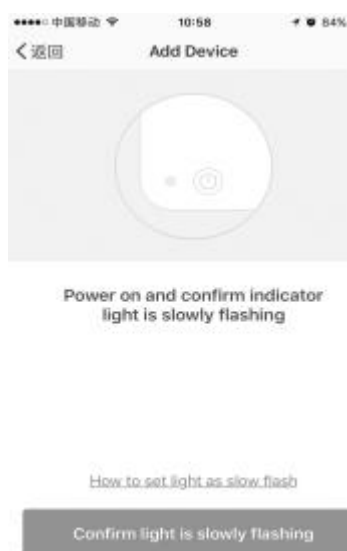 中国移动 10:58 84%
返回 Add Device
Power on and confirm indicator
light is slowly flashing
How to set light as slow flash
Confirm light is slowly flashing